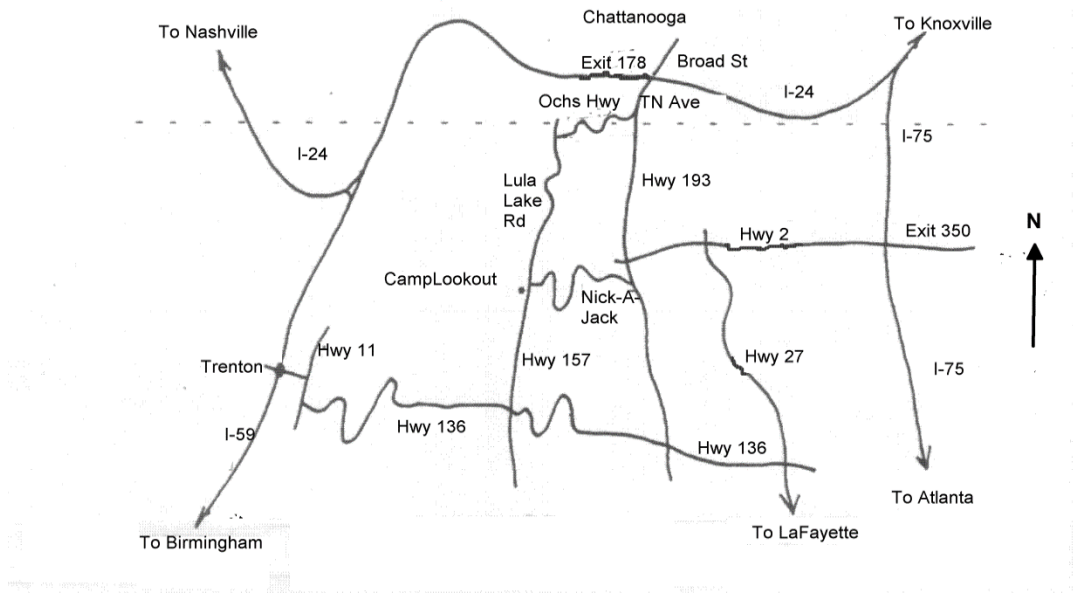 Chattanooga
To Nashville
To Knoxville
Exit 178
Broad St
I-24
Ochs Hwy
TN Ave
I-75
I-24
Lula
Lake
Rd
Hwy 193
Hwy 2
Exit 350
N
CampLookout
Nick-A-
Jack
Hwy 11
Trenton
Hwy 157
Hwy 27
I-75
Hwy 136
I-59
Hwy 136
To Atlanta
To LaFayette
To Birmingham